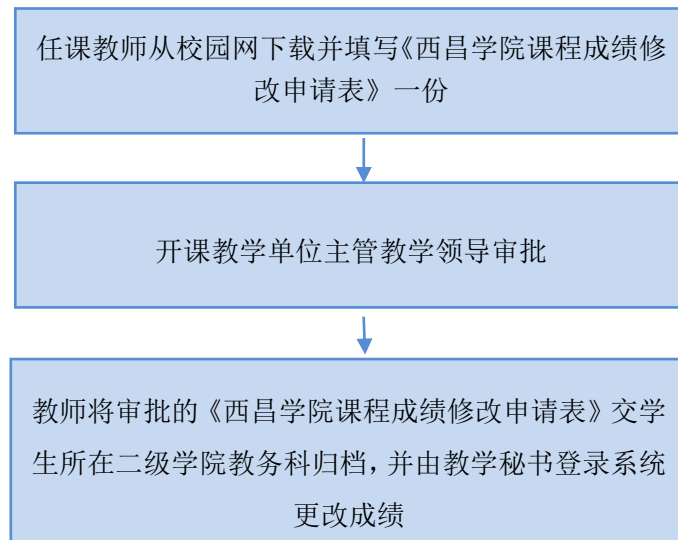 任课教师从校园网下载并填写《西昌学院课程成绩修
改申请表》一份
开课教学单位主管教学领导审批
教师将审批的《西昌学院课程成绩修改申请表》交学
生所在二级学院教务科归档，并由教学秘书登录系统
更改成绩